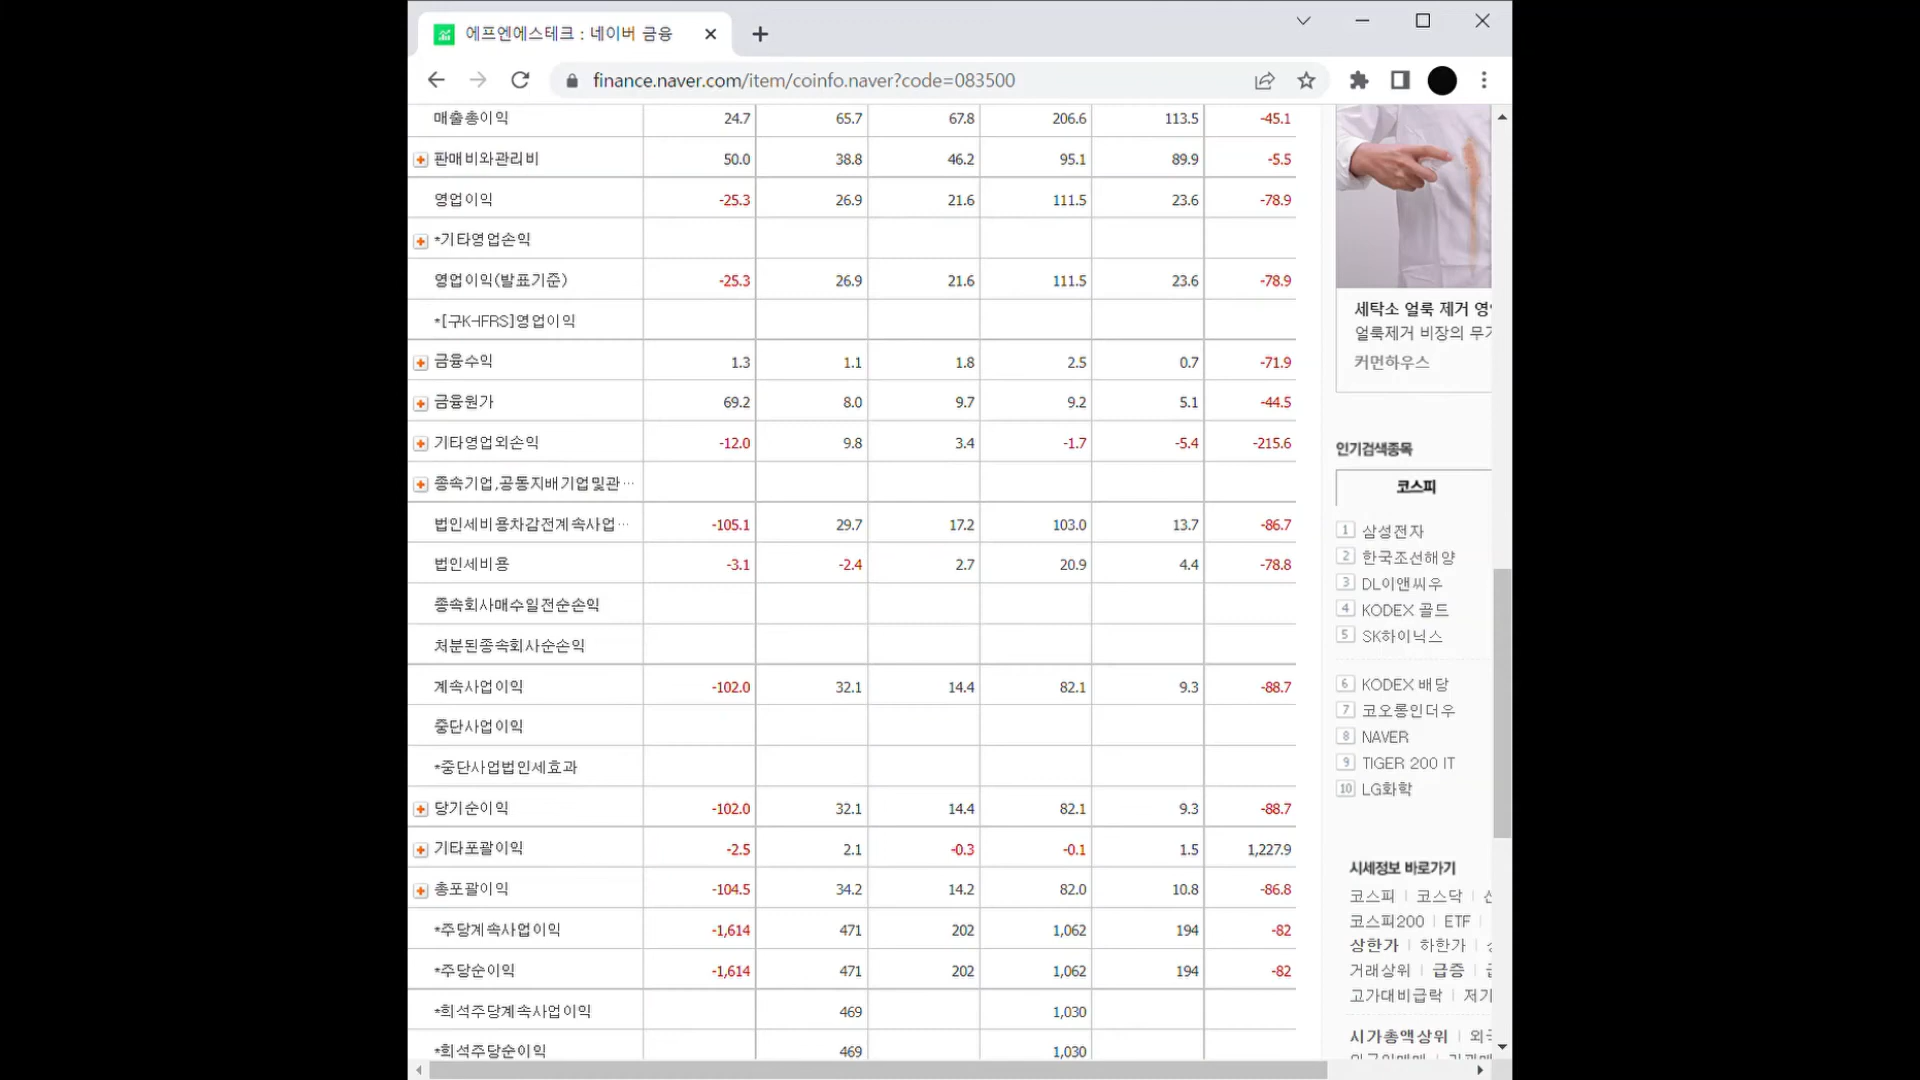 에프엔에스테크 : 네이버 금융
finance.naver.com/item/coinfo.naver?code=083500
매출총이익 24.7 65.7 67.8 206.6 113.5 -45.1
판매비와관리비 50.0 38.8 46.2 95.1 89.9 -5.5
영업이익 -25.3 26.9 21.6 111.5 23.6 -78.9
*기타영업손익
영업이익(발표기준) -25.3 26.9 21.6 111.5 23.6 -78.9
*[구K-IFRS]영업이익
금융수익 1.3 1.1 1.8 2.5 0.7 -71.9
금융원가 69.2 8.0 9.7 9.2 5.1 -44.5
기타영업외손익 -12.0 9.8 3.4 -1.7 -5.4 -215.6
종속기업,공동지배기업및관…
법인세비용차감전계속사업… -105.1 29.7 17.2 103.0 13.7 -86.7
법인세비용 -3.1 -2.4 2.7 20.9 4.4 -78.8
종속회사매수일전순손익
처분된종속회사순손익
계속사업이익 -102.0 32.1 14.4 82.1 9.3 -88.7
중단사업이익
*중단사업법인세효과
당기순이익 -102.0 32.1 14.4 82.1 9.3 -88.7
기타포괄이익 -2.5 2.1 -0.3 -0.1 1.5 1,227.9
총포괄이익 -104.5 34.2 14.2 82.0 10.8 -86.8
*주당계속사업이익 -1,614 471 202 1,062 194 -82
*주당순이익 -1,614 471 202 1,062 194 -82
*희석주당계속사업이익 469 1,030
*희석주당순이익 469 1,030
세탁소 얼룩 제거 영
얼룩제거 비장의 무기
커먼하우스
인기검색종목
코스피
1 삼성전자
2 한국조선해양
3 DL이앤씨우
4 KODEX 골드
5 SK하이닉스
6 KODEX 배당
7 코오롱인더우
8 NAVER
9 TIGER 200 IT
10 LG화학
시세정보 바로가기
코스피 코스닥
코스피200 ETF
상한가 하한가
거래상위 급증
고가대비급락 저가
시가총액상위 외국